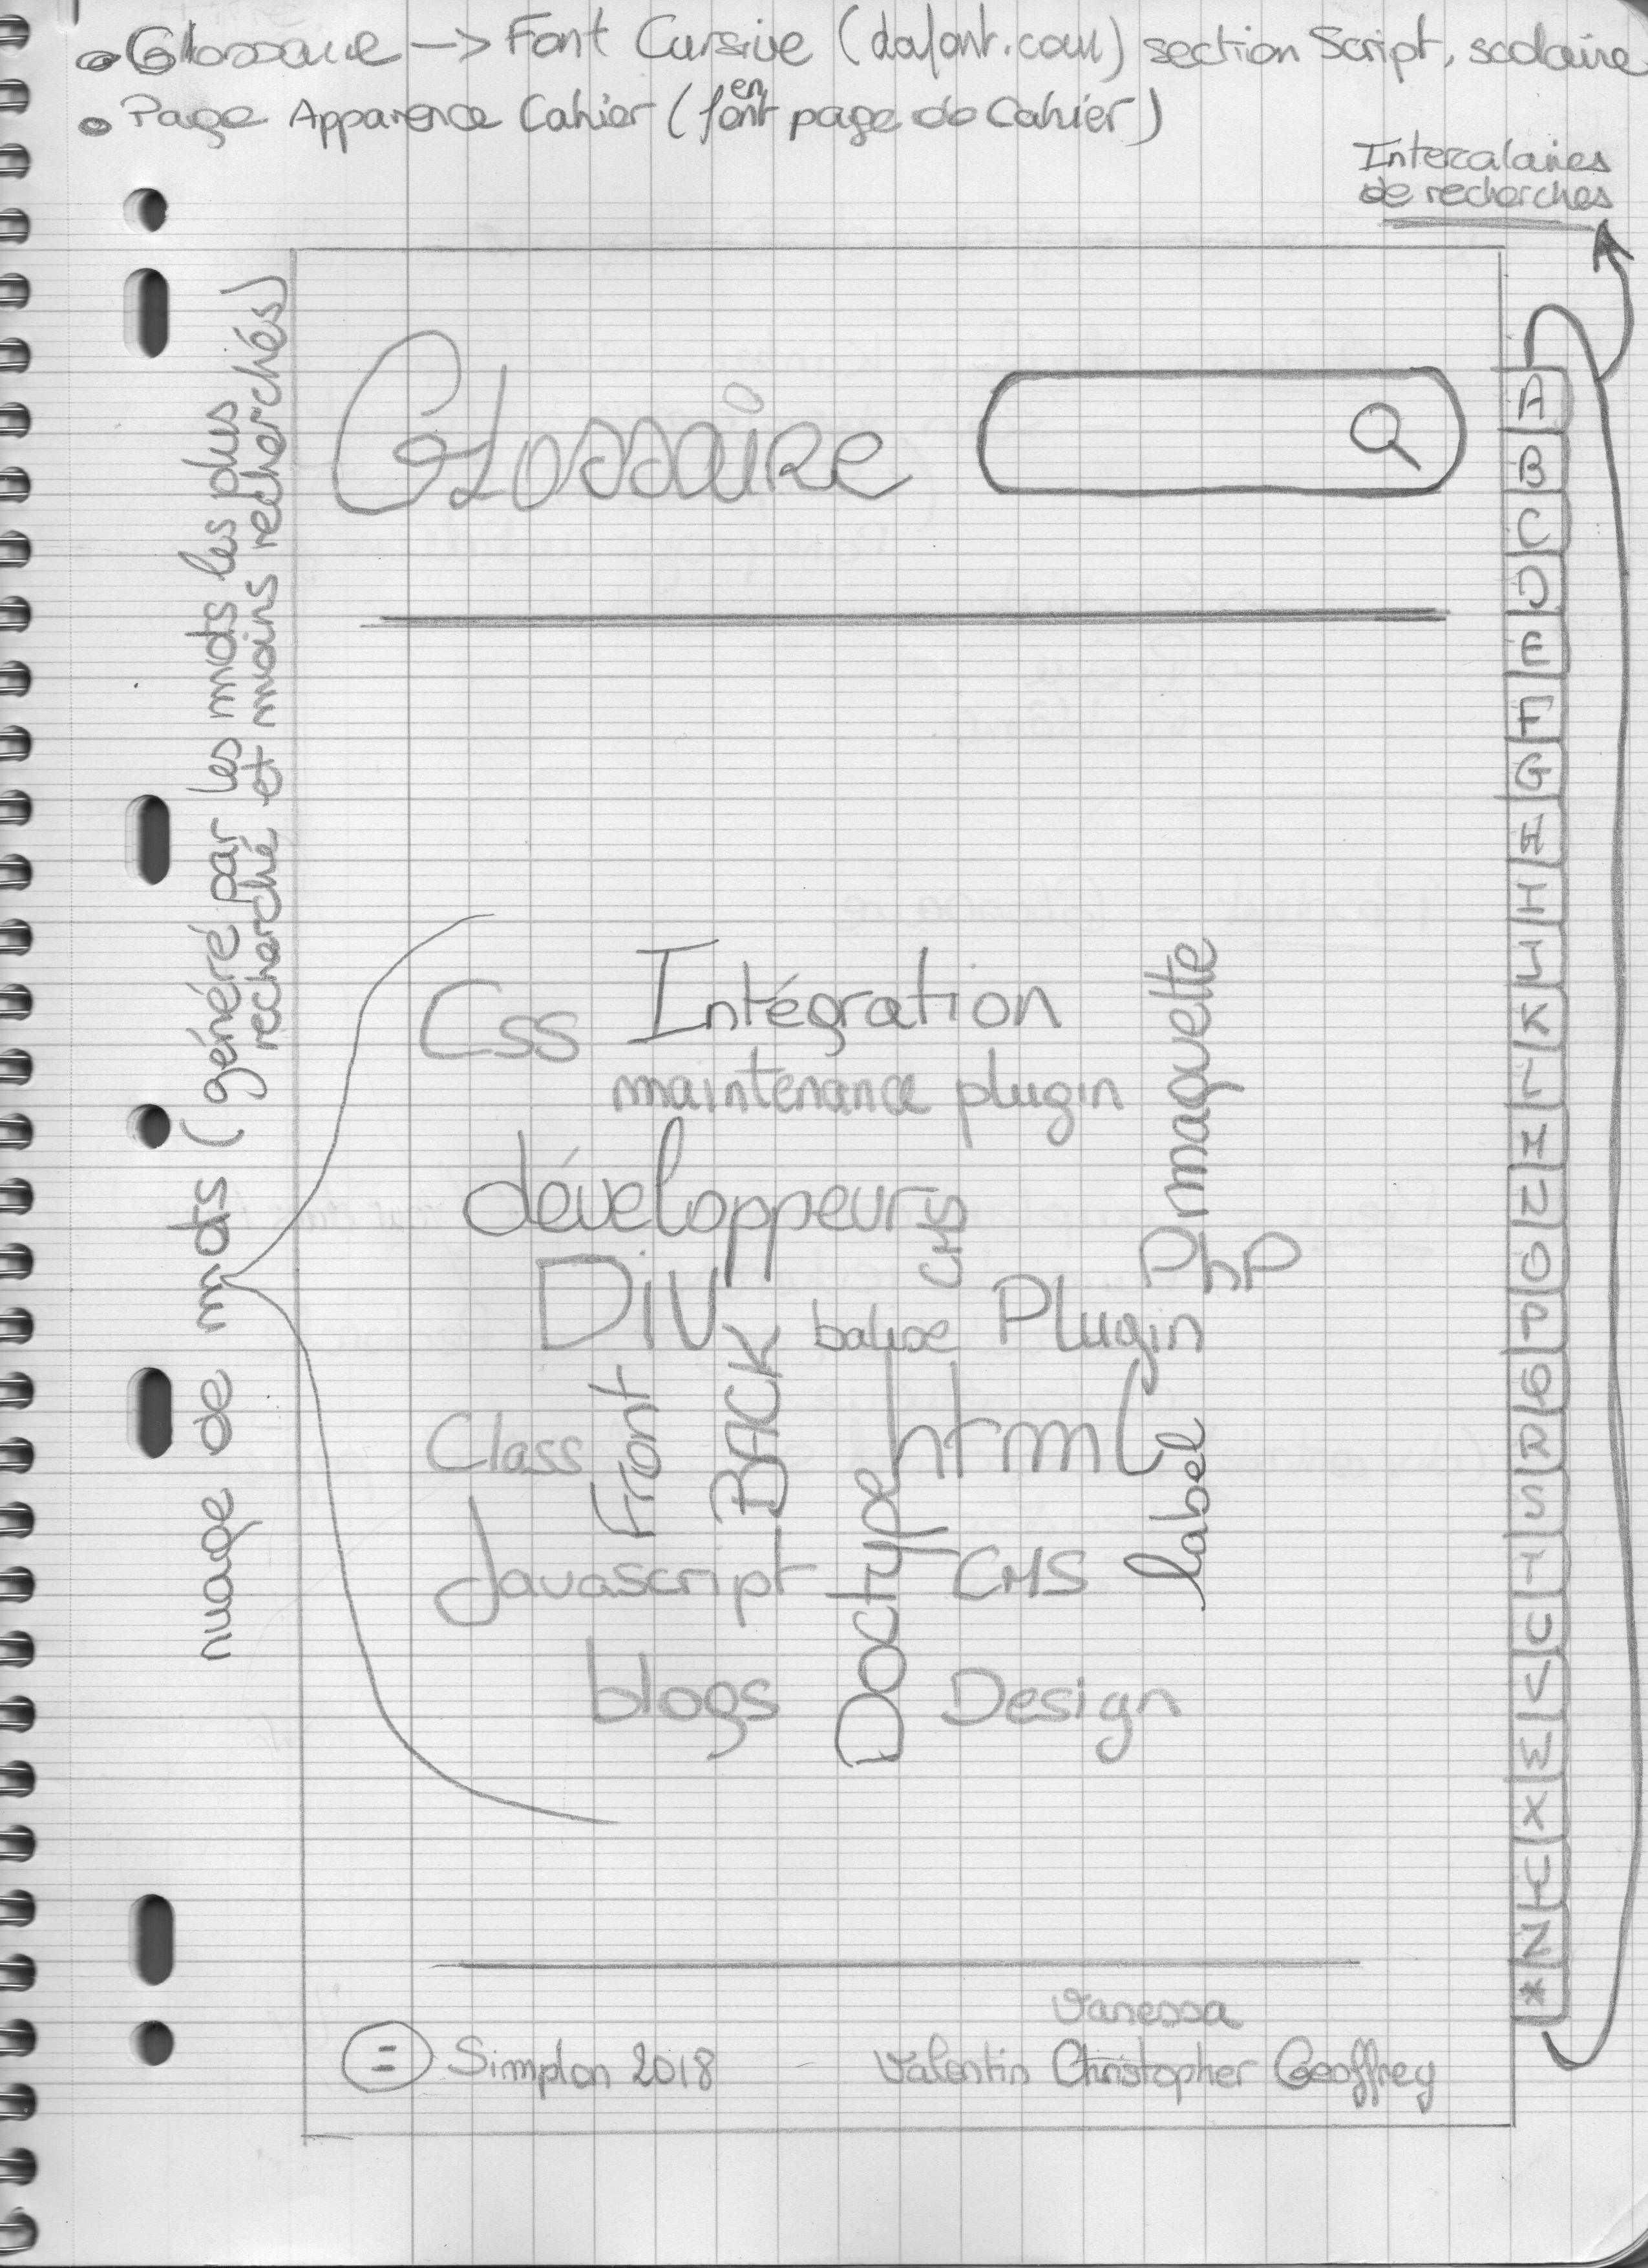 Glossaire -> Font Cursive (dafont.com) section Script, scolaire
Page Apparence Cahier (en font page de Cahier)
Intercalaires
de recherches
nuage de mots (généré par les mots les plus
recherché et moins recherchés)
Glossaire
A
B
C
D
E
F
G
H
I
J
K
L
M
N
O
P
Q
R
S
T
U
V
W
X
Y
Z
*
Css Intégration
maquette
maintenance plugin
développeurs
CMS
PhP
Div
balise
Plugin
Front
BACK
html
Class
label
Doctype
Javascript
CMS
blogs
Design
Vanessa
= Simplon 2018 Valentin Christopher Geoffrey